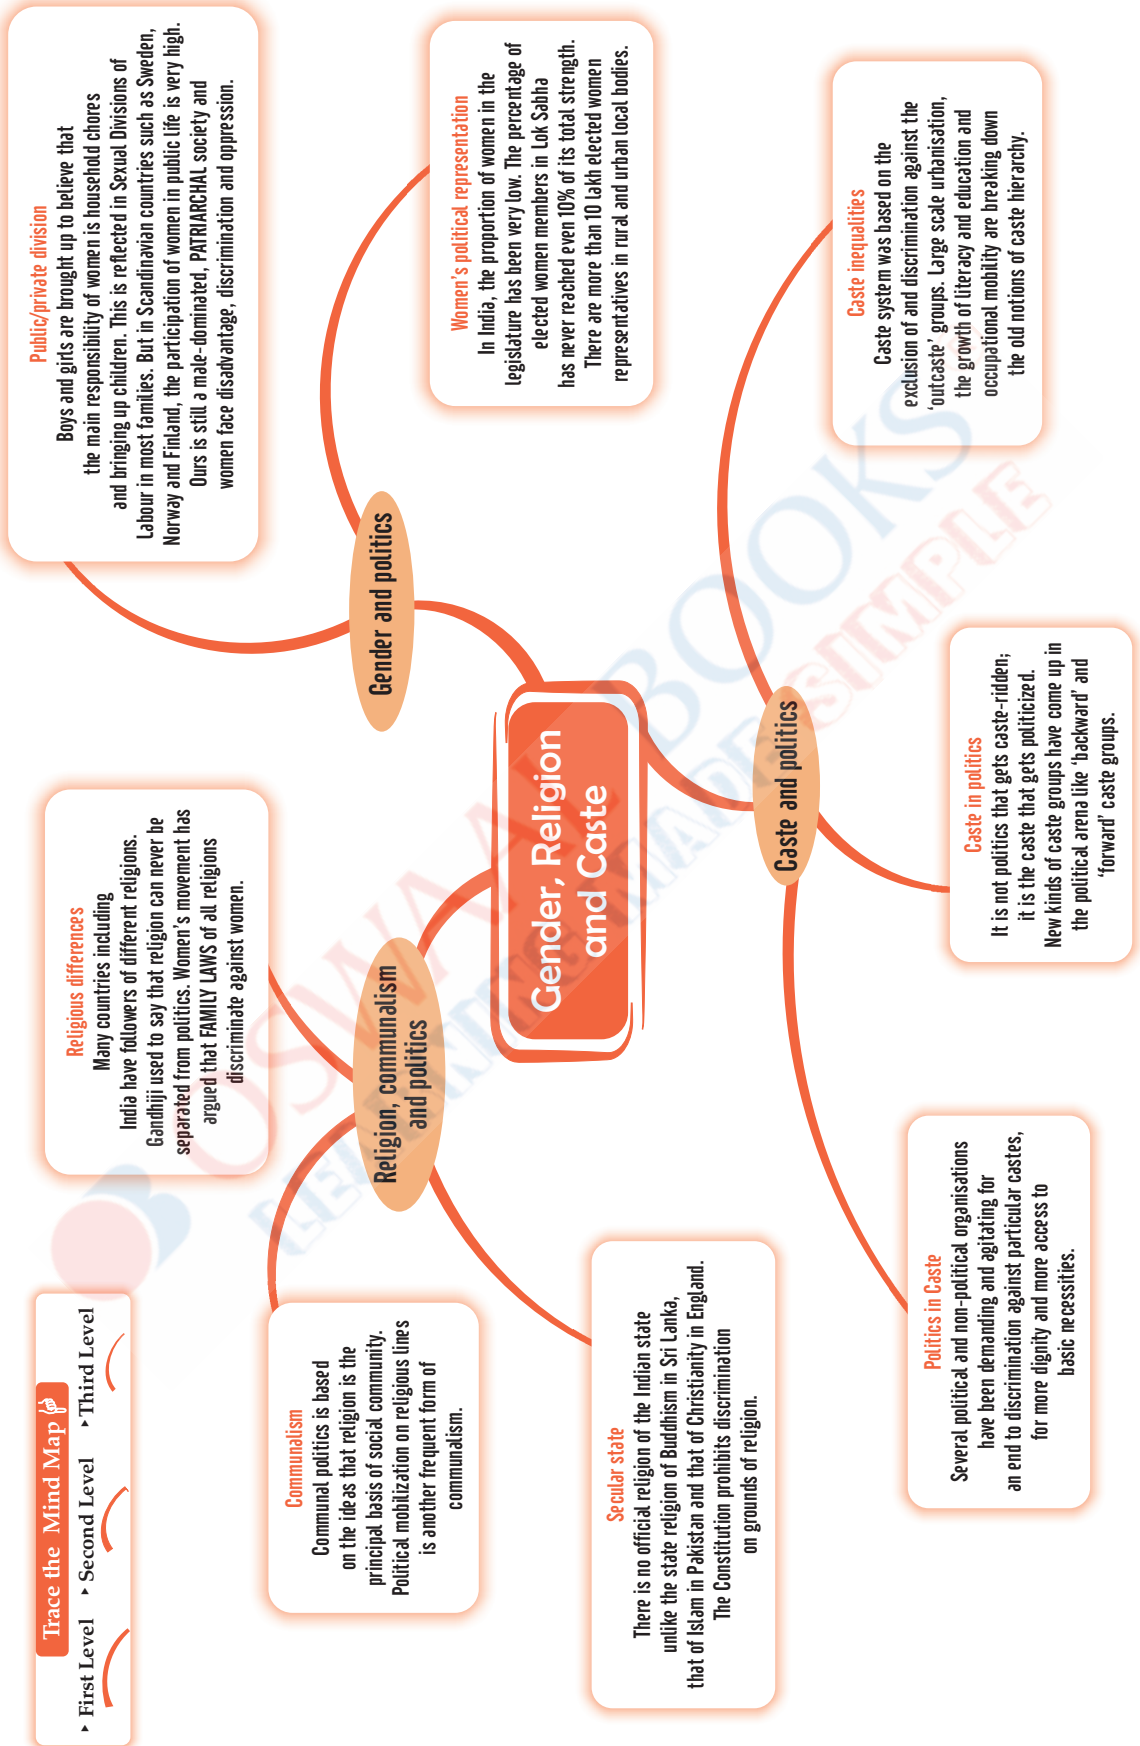 Trace the Mind Map
First Level
Second Level
Third Level
Gender, Religion
and Caste
Religion, communalism
and politics
Gender and politics
Caste and politics
Communalism
Communal politics is based
on the ideas that religion is the
principal basis of social community.
Political mobilization on religious lines
is another frequent form of
communalism.
Religious differences
Many countries including
India have followers of different religions.
Gandhiji used to say that religion can never be
separated from politics. Women's movement has
argued that FAMILY LAWS of all religions
discriminate against women.
Public/private division
Boys and girls are brought up to believe that
the main responsibility of women is household chores
and bringing up children. This is reflected in Sexual Divisions of
Labour in most families. But in Scandinavian countries such as Sweden,
Norway and Finland, the participation of women in public life is very high.
Ours is still a male-dominated, PATRIARCHAL society and
women face disadvantage, discrimination and oppression.
Women's political representation
In India, the proportion of women in the
legislature has been very low. The percentage of
elected women members in Lok Sabha
has never reached even 10% of its total strength.
There are more than 10 lakh elected women
representatives in rural and urban local bodies.
Secular state
There is no official religion of the Indian state
unlike the state religion of Buddhism in Sri Lanka,
that of Islam in Pakistan and that of Christianity in England.
The Constitution prohibits discrimination
on grounds of religion.
Politics in Caste
Several political and non-political organisations
have been demanding and agitating for
an end to discrimination against particular castes,
for more dignity and more access to
basic necessities.
Caste in politics
It is not politics that gets caste-ridden;
it is the caste that gets politicized.
New kinds of caste groups have come up in
the political arena like 'backward' and
'forward' caste groups.
Caste inequalities
Caste system was based on the
exclusion of and discrimination against the
'outcaste' groups. Large scale urbanisation,
the growth of literacy and education and
occupational mobility are breaking down
the old notions of caste hierarchy.
OSWAAL BOOKS
LEARNING MADE SIMPLE